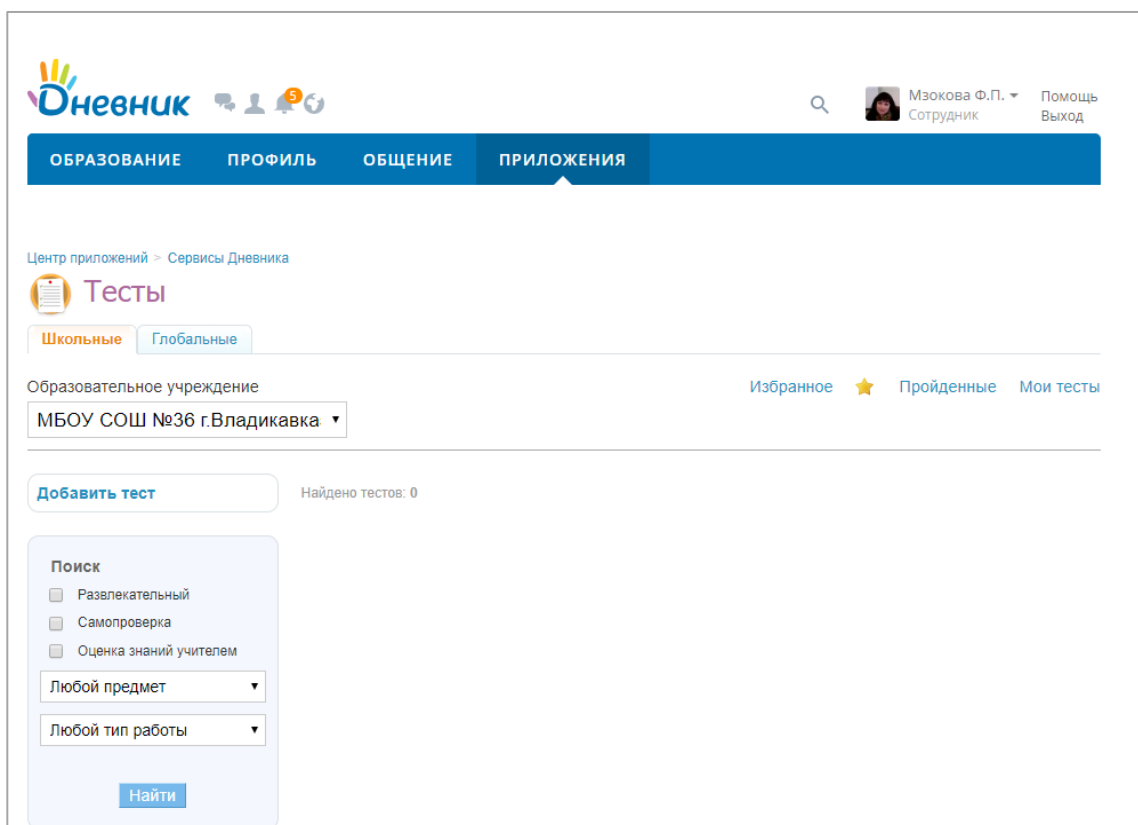 Дневник
5
Мзокова Ф.П.
Сотрудник
Помощь
Выход
ОБРАЗОВАНИЕ ПРОФИЛЬ ОБЩЕНИЕ ПРИЛОЖЕНИЯ
Центр приложений > Сервисы Дневника
Тесты
Школьные Глобальные
Образовательное учреждение
Избранное Пройденные Мои тесты
МБОУ СОШ №36 г.Владикавка
Добавить тест
Найдено тестов: 0
Поиск
Развлекательный
Самопроверка
Оценка знаний учителем
Любой предмет
Любой тип работы
Найти